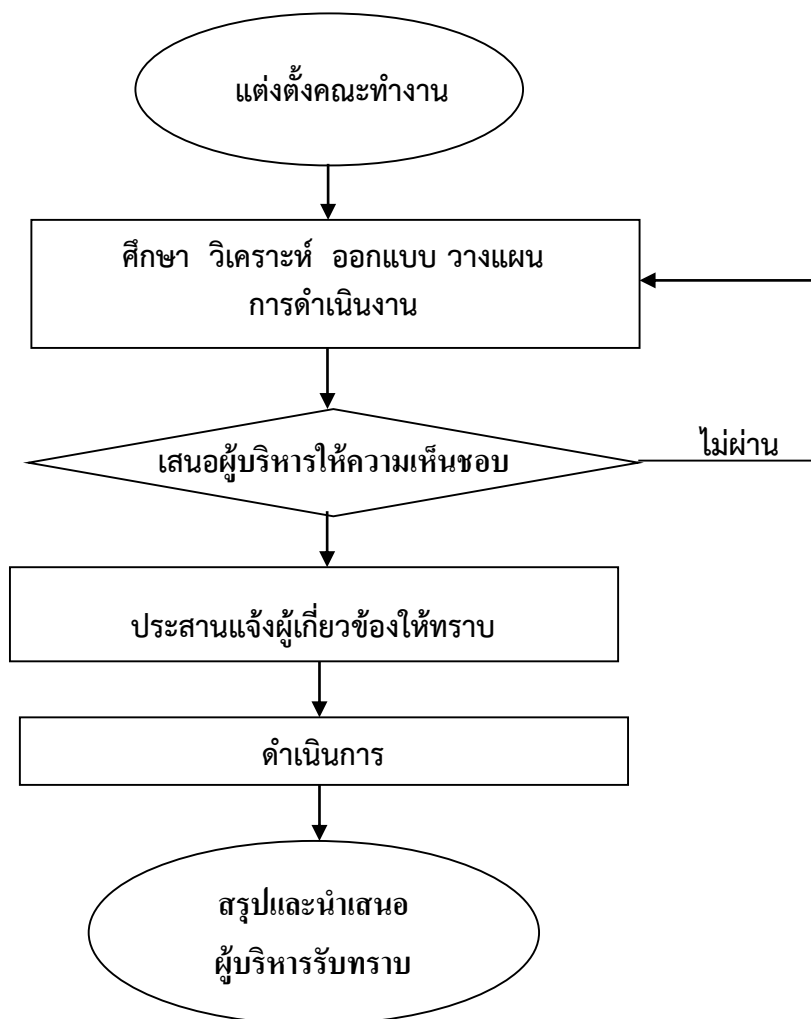 แต่งตั้งคณะทำงาน
ศึกษา วิเคราะห์ ออกแบบ วางแผน
การดำเนินงาน
เสนอผู้บริหารให้ความเห็นชอบ
ไม่ผ่าน
ประสานแจ้งผู้เกี่ยวข้องให้ทราบ
ดำเนินการ
สรุปและนำเสนอ
ผู้บริหารรับทราบ